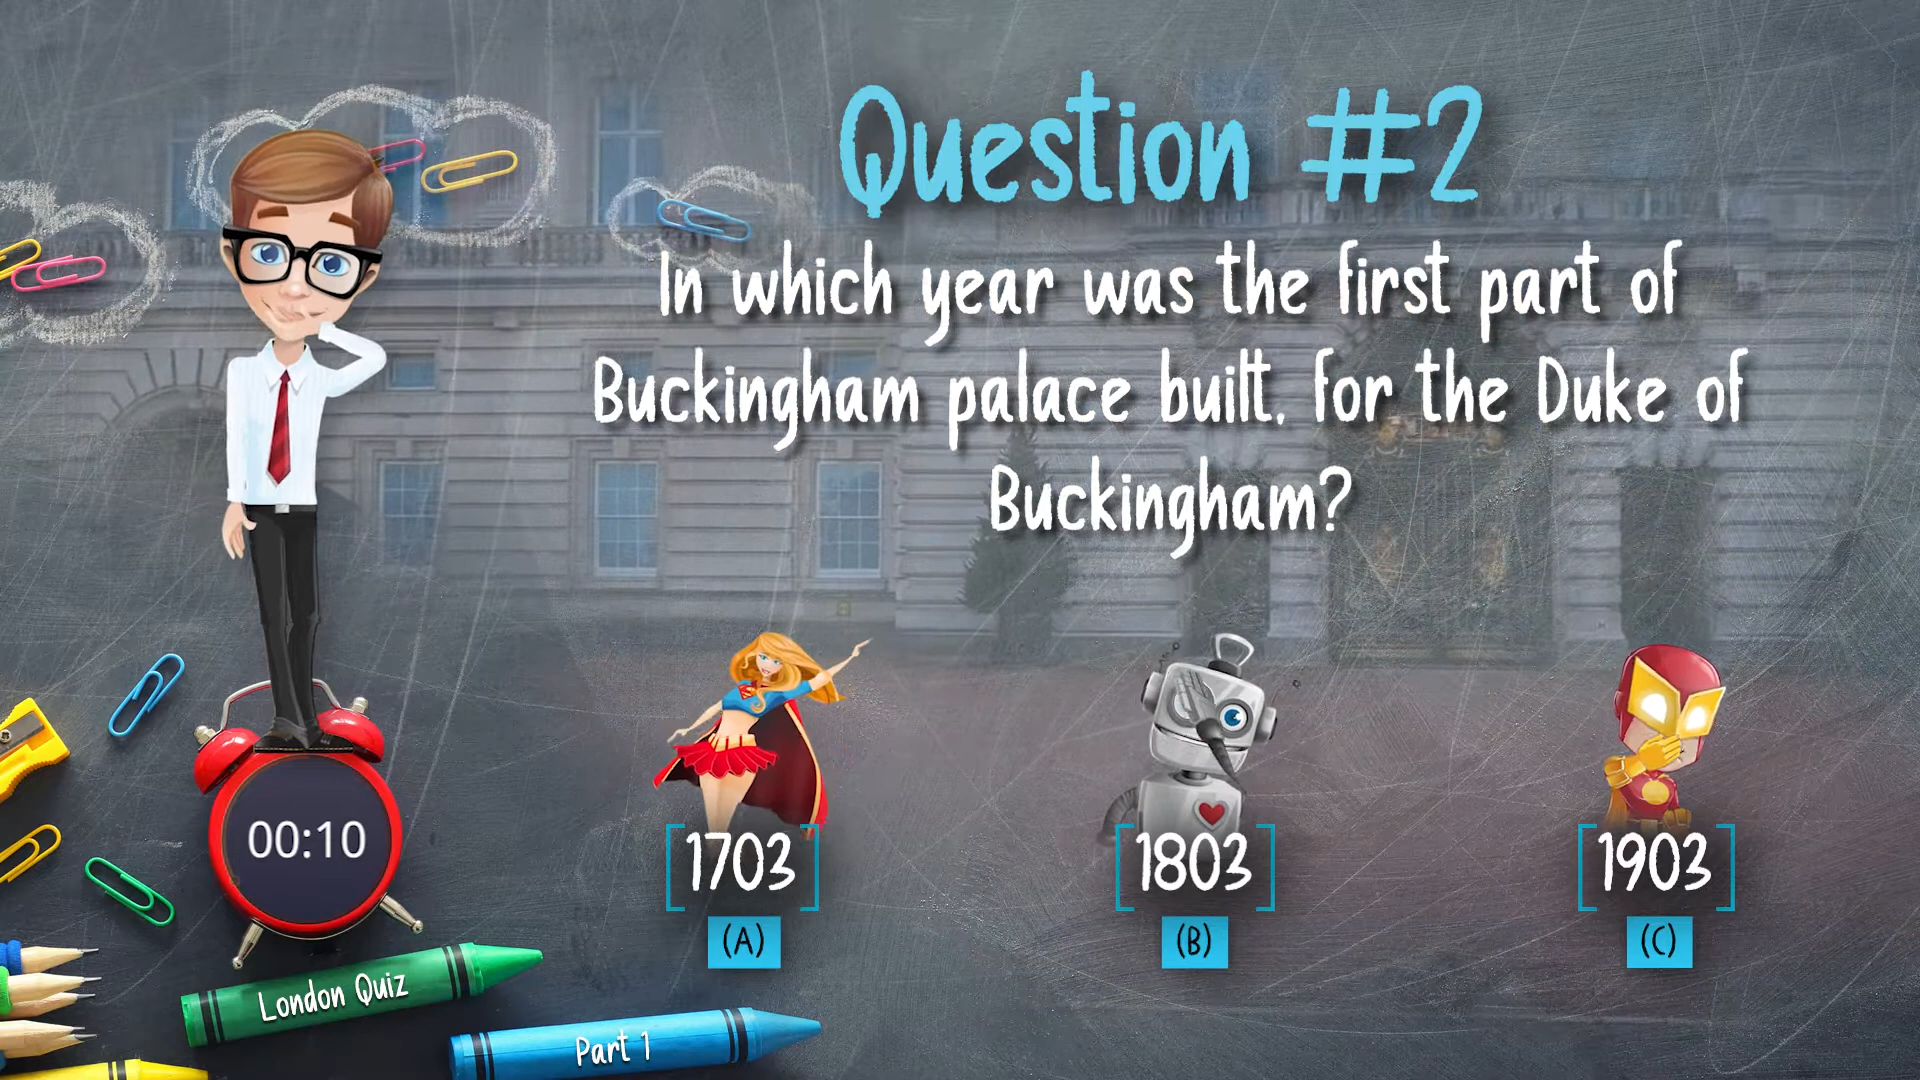 Question #2
In which year was the first part of
Buckingham palace built, for the Duke of
Buckingham?
00:10
1703
1803
1903
(A)
(B)
(C)
London Quiz
Part 1